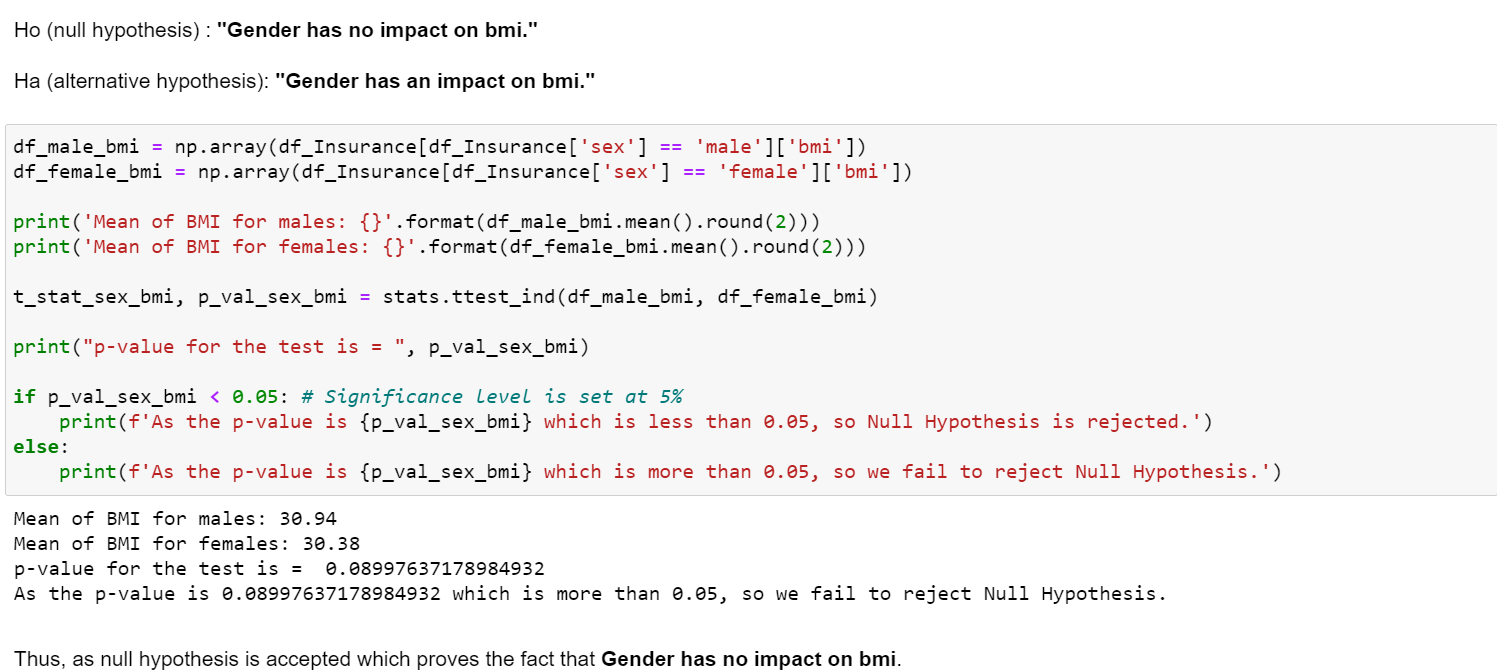 Ho (null hypothesis) : "Gender has no impact on bmi."
Ha (alternative hypothesis): "Gender has an impact on bmi."
df_male_bmi = np.array(df_Insurance[df_Insurance['sex'] == 'male']['bmi'])
df_female_bmi = np.array(df_Insurance[df_Insurance['sex'] == 'female']['bmi'])
print('Mean of BMI for males: {}'.format(df_male_bmi.mean().round(2)))
print('Mean of BMI for females: {}'.format(df_female_bmi.mean().round(2)))
t_stat_sex_bmi, p_val_sex_bmi = stats.ttest_ind(df_male_bmi, df_female_bmi)
print("p-value for the test is = ", p_val_sex_bmi)
if p_val_sex_bmi < 0.05: # Significance level is set at 5%
    print(f'As the p-value is {p_val_sex_bmi} which is less than 0.05, so Null Hypothesis is rejected.')
else:
    print(f'As the p-value is {p_val_sex_bmi} which is more than 0.05, so we fail to reject Null Hypothesis.')
Mean of BMI for males: 30.94
Mean of BMI for females: 30.38
p-value for the test is =  0.08997637178984932
As the p-value is 0.08997637178984932 which is more than 0.05, so we fail to reject Null Hypothesis.
Thus, as null hypothesis is accepted which proves the fact that Gender has no impact on bmi.